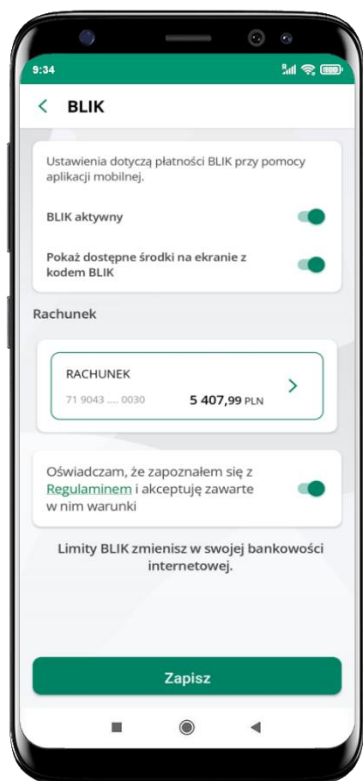 9:34
BLIK
Ustawienia dotyczą płatności BLIK przy pomocy
aplikacji mobilnej.
BLIK aktywny
Pokaż dostępne środki na ekranie z
kodem BLIK
Rachunek
RACHUNEK
71 9043 .... 0030 5 407,99 PLN
Oświadczam, że zapoznałem się z
Regulaminem i akceptuję zawarte
w nim warunki
Limity BLIK zmienisz w swojej bankowości
internetowej.
Zapisz